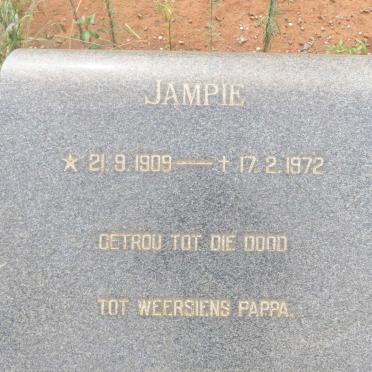 JAMPIE
★ 21.9.1909 — † 17.2.1972
GETROU TOT DIE DOOD
TOT WEERSIENS PAPPA.